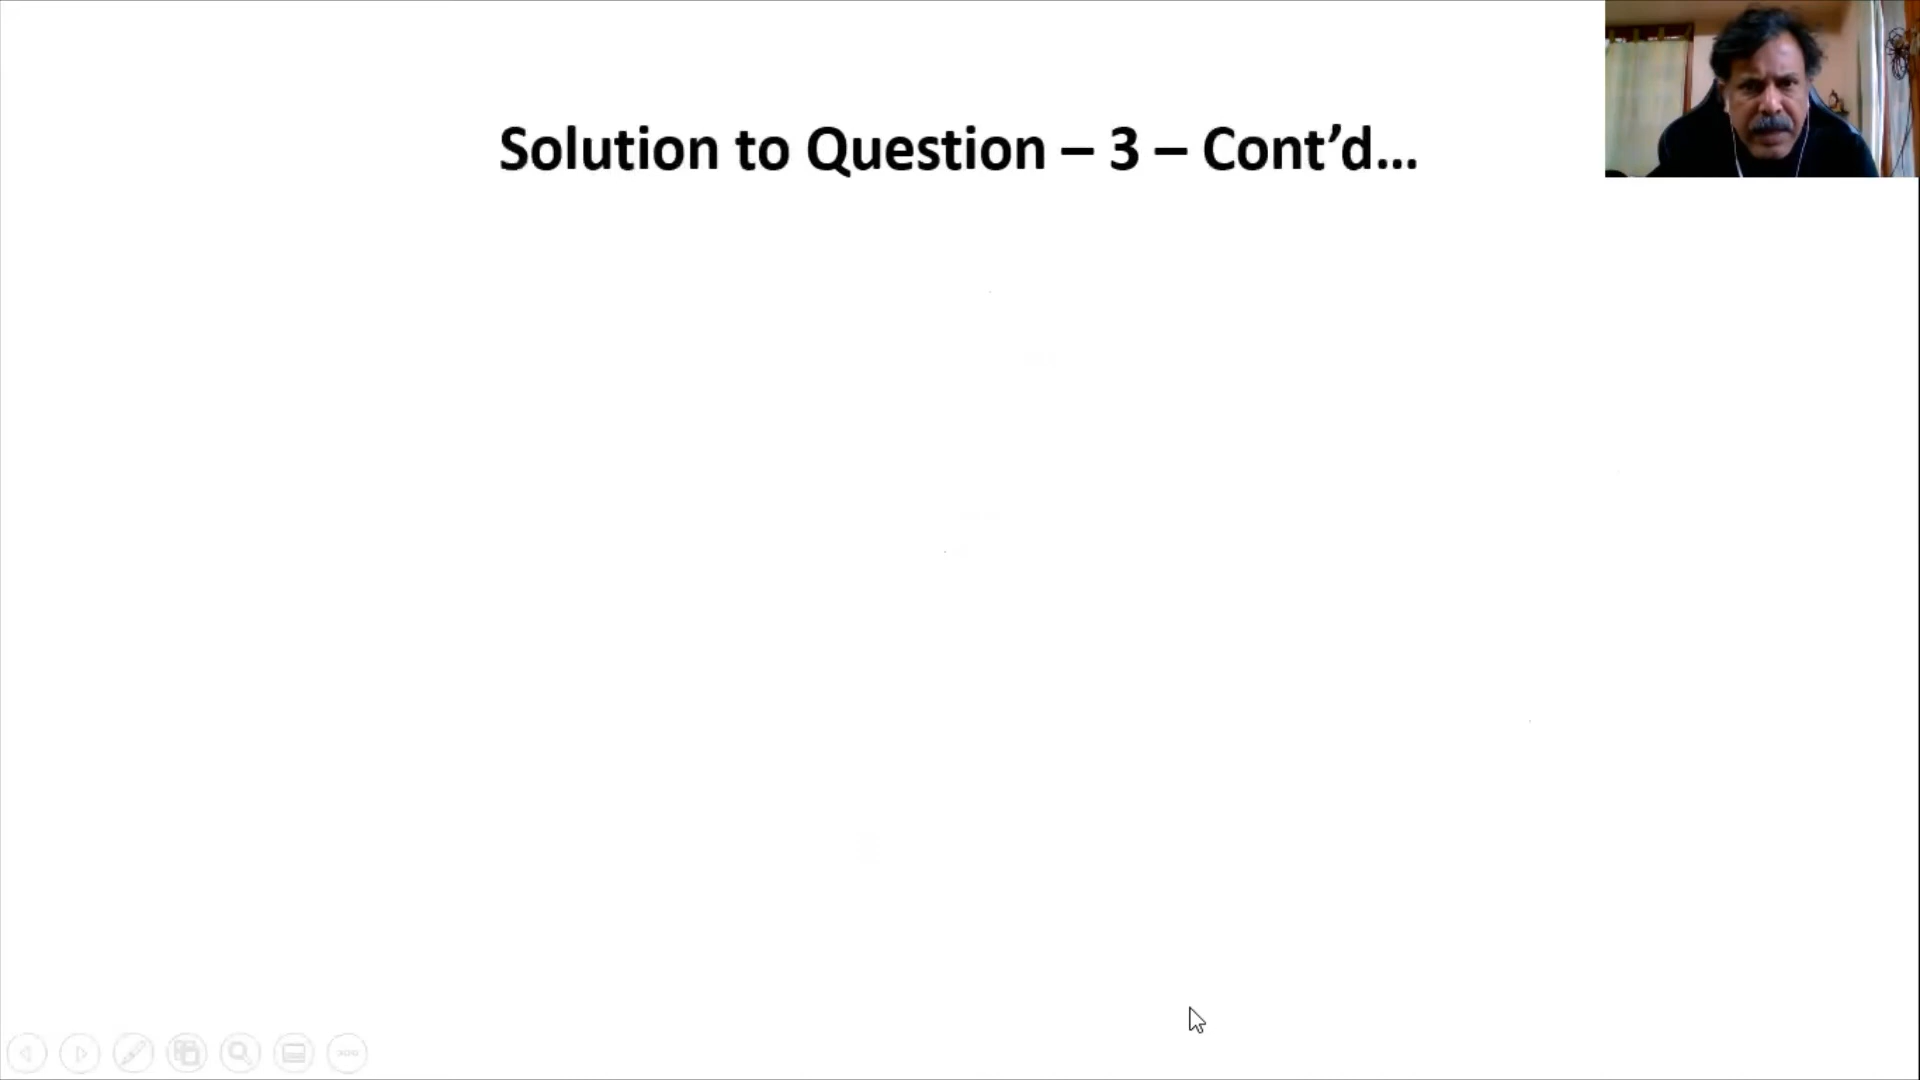 Solution to Question – 3 – Cont’d...